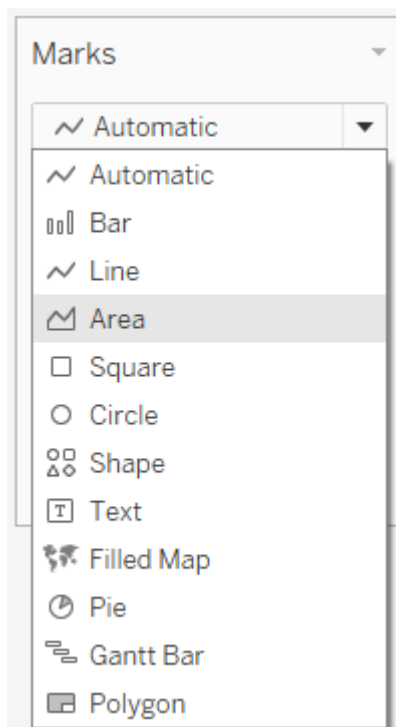 Marks
Automatic
Automatic
Bar
Line
Area
Square
Circle
Shape
T Text
Filled Map
Pie
Gantt Bar
Polygon